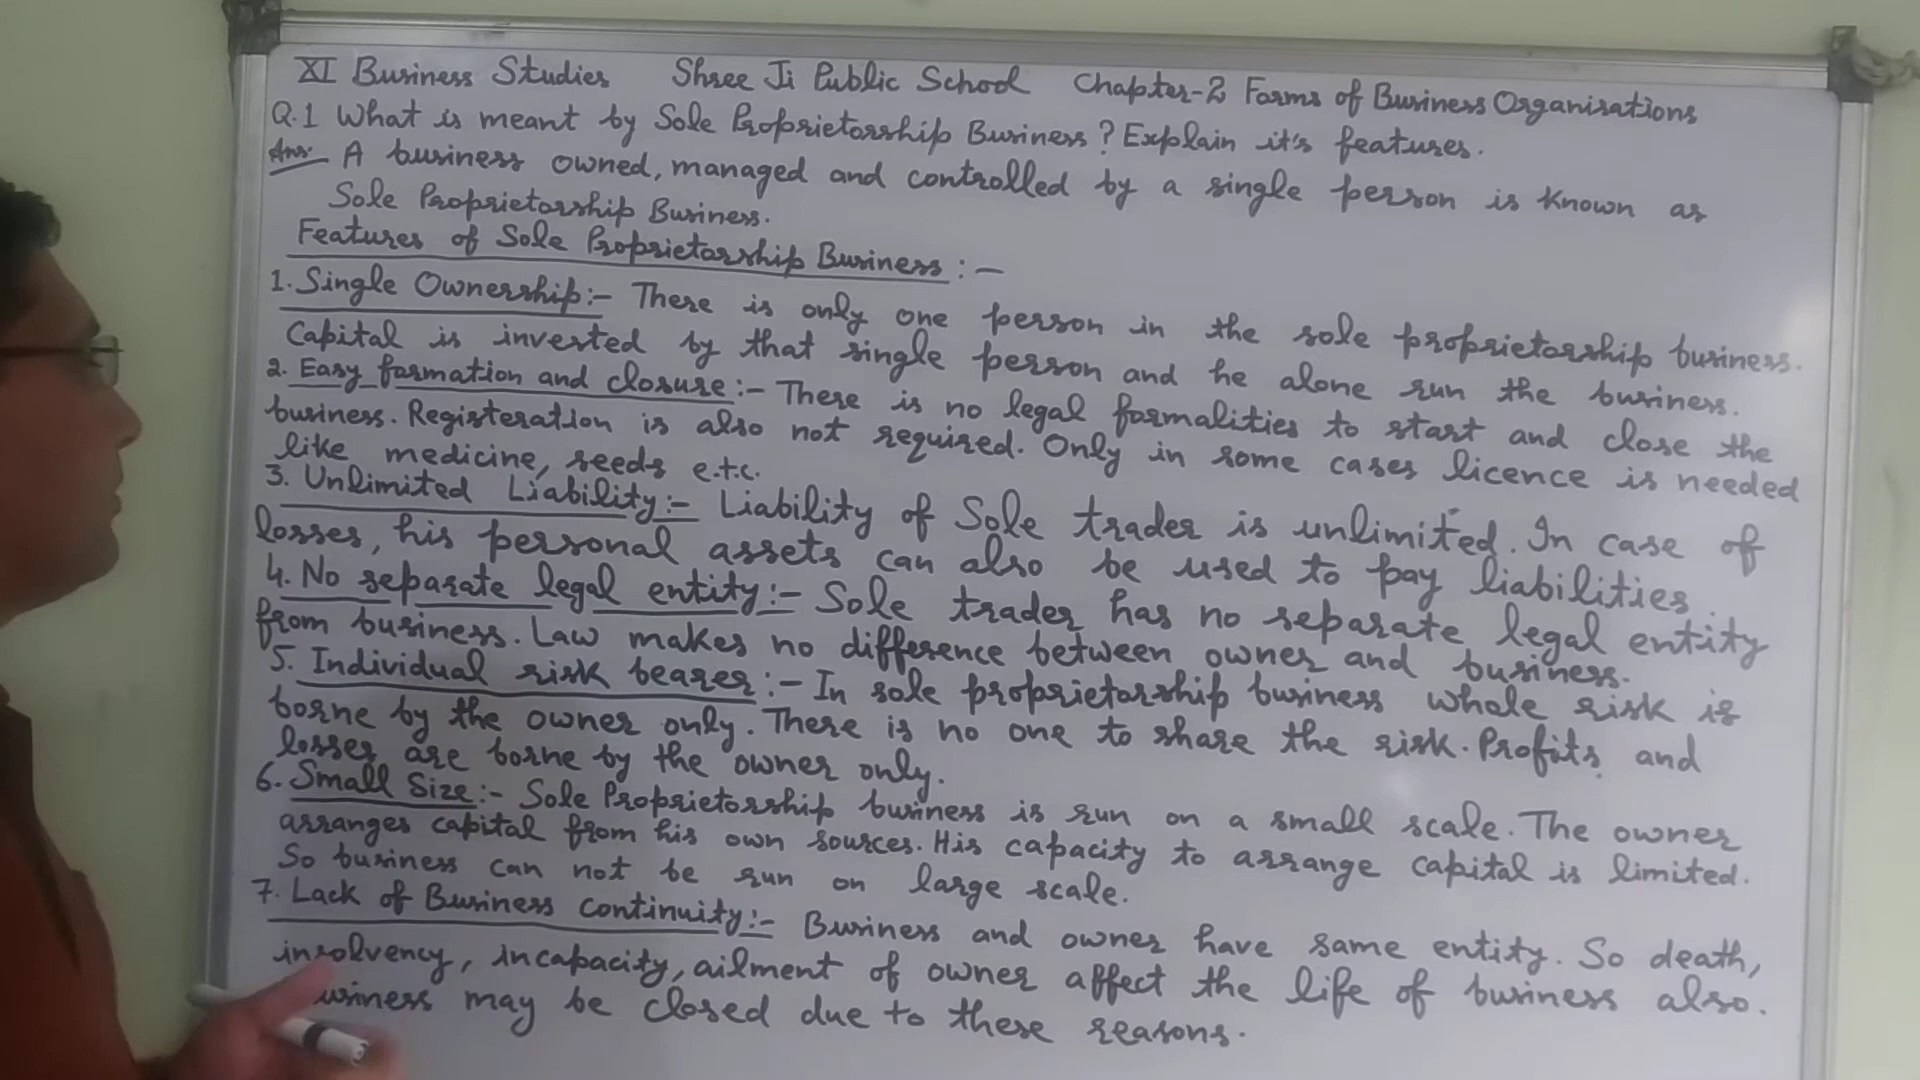 XI Business Studies Shree Ji Public School Chapter-2 Forms of Business Organisations
Q.1 What is meant by Sole Proprietorship Business? Explain it's features.
Ans. A business owned, managed and controlled by a single person is known as
Sole Proprietorship Business.
Features of Sole Proprietorship Business :-
1. Single Ownership:- There is only one person in the sole proprietorship business.
Capital is invested by that single person and he alone run the business.
2. Easy formation and closure:- There is no legal formalities to start and close the
business. Registeration is also not required. Only in some cases licence is needed
like medicine, seeds e.t.c.
3. Unlimited Liability:- Liability of Sole trader is unlimited. In case of
losses, his personal assets can also be used to pay liabilities.
4. No separate legal entity:- Sole trader has no separate legal entity
from business. Law makes no difference between owner and business.
5. Individual risk bearer:- In sole proprietorship business whole risk is
borne by the owner only. There is no one to share the risk. Profits and
losses are borne by the owner only.
6. Small Size:- Sole Proprietorship business is run on a small scale. The owner
arranges capital from his own sources. His capacity to arrange capital is limited.
So business can not be run on large scale.
7. Lack of Business continuity:- Business and owner have same entity. So death,
insolvency, incapacity, ailment of owner affect the life of business also.
usiness may be closed due to these reasons.